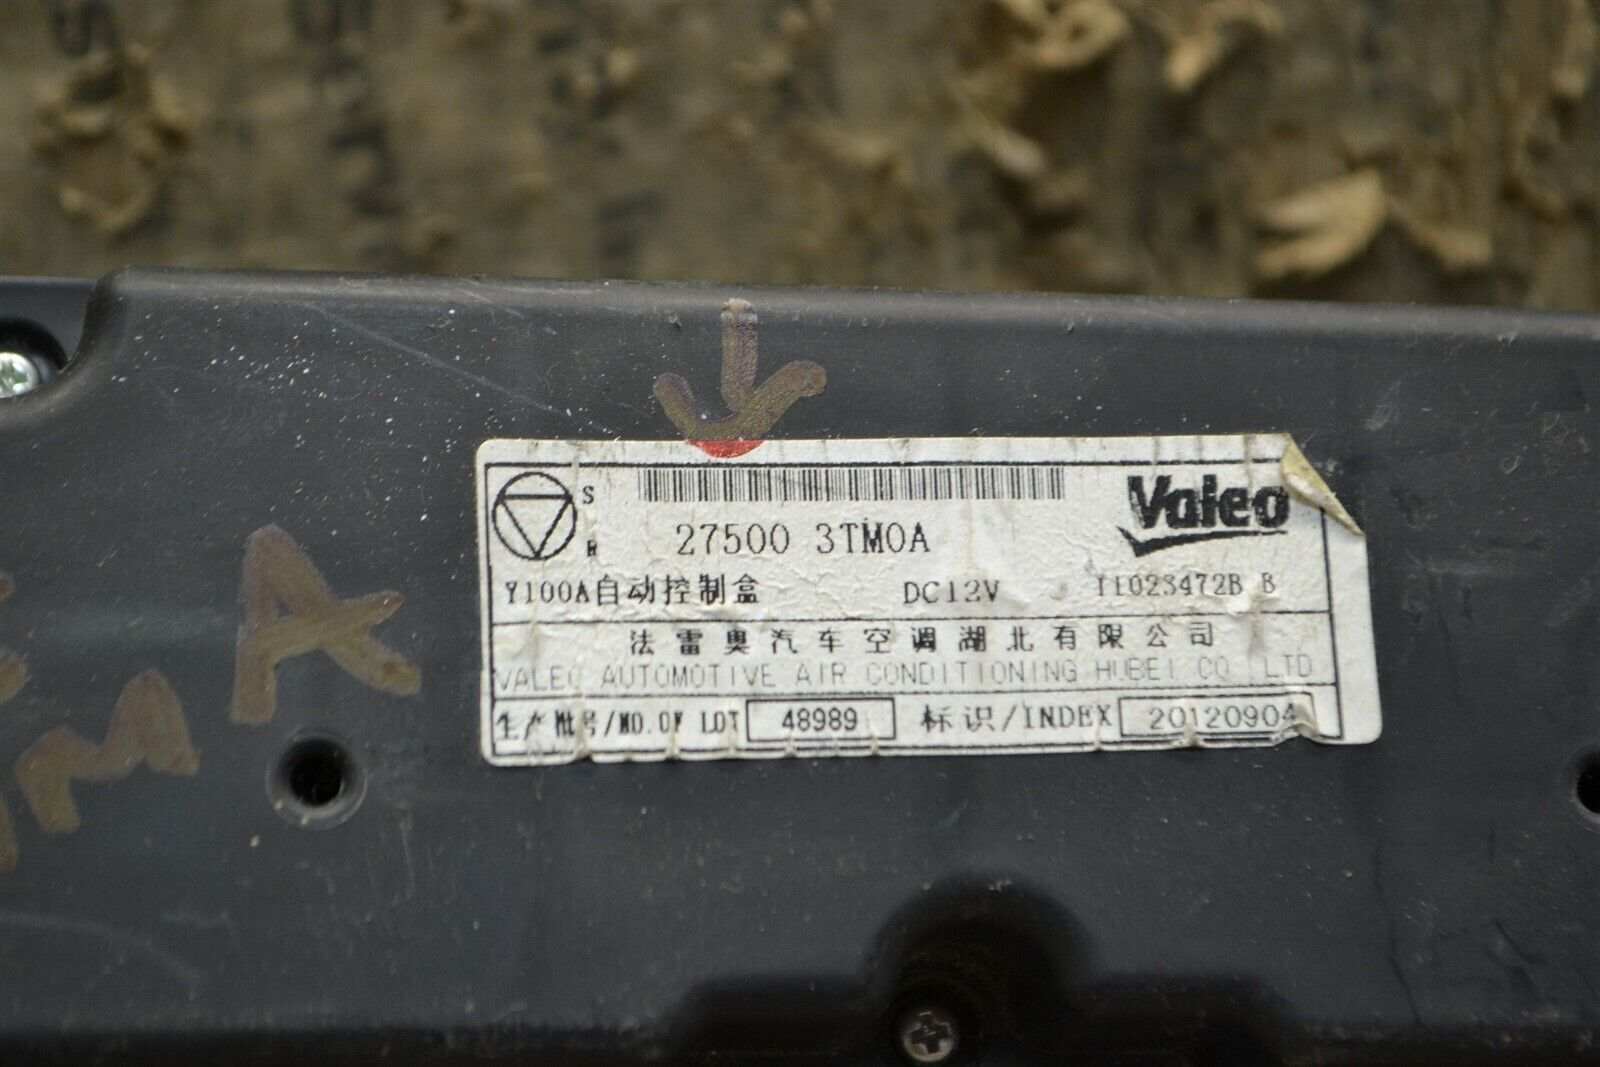 S
Valeo
R
27500 3TM0A
Y100A自动控制盒 DC12V T1023472B B
法雷奥汽车空调湖北有限公司
VALEO AUTOMOTIVE AIR CONDITIONING HUBEI CO.,LTD
生产批号/NO.OF LOT 48989 标识/INDEX 20120904
MA